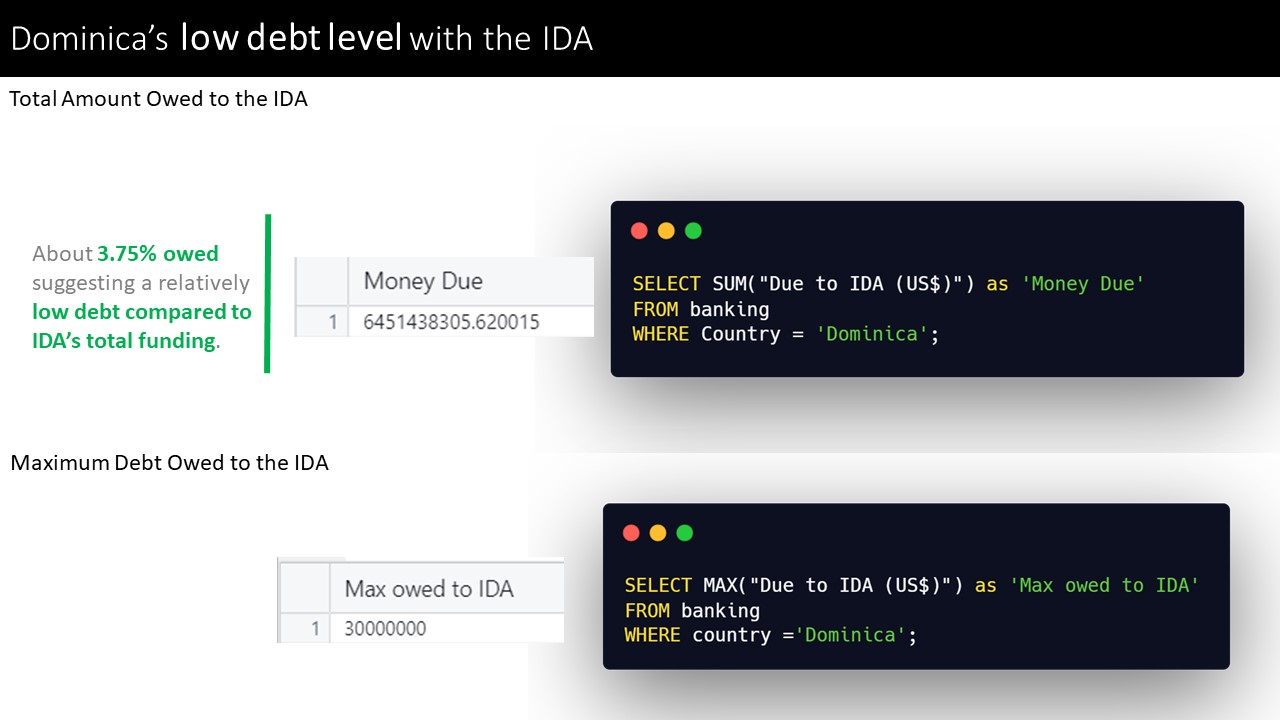 Dominica’s low debt level with the IDA
Total Amount Owed to the IDA
About 3.75% owed
suggesting a relatively
low debt compared to
IDA’s total funding.
Money Due
1 6451438305.620015
SELECT SUM("Due to IDA (US$)") as 'Money Due'
FROM banking
WHERE Country = 'Dominica';
Maximum Debt Owed to the IDA
Max owed to IDA
1 30000000
SELECT MAX("Due to IDA (US$)") as 'Max owed to IDA'
FROM banking
WHERE country ='Dominica';